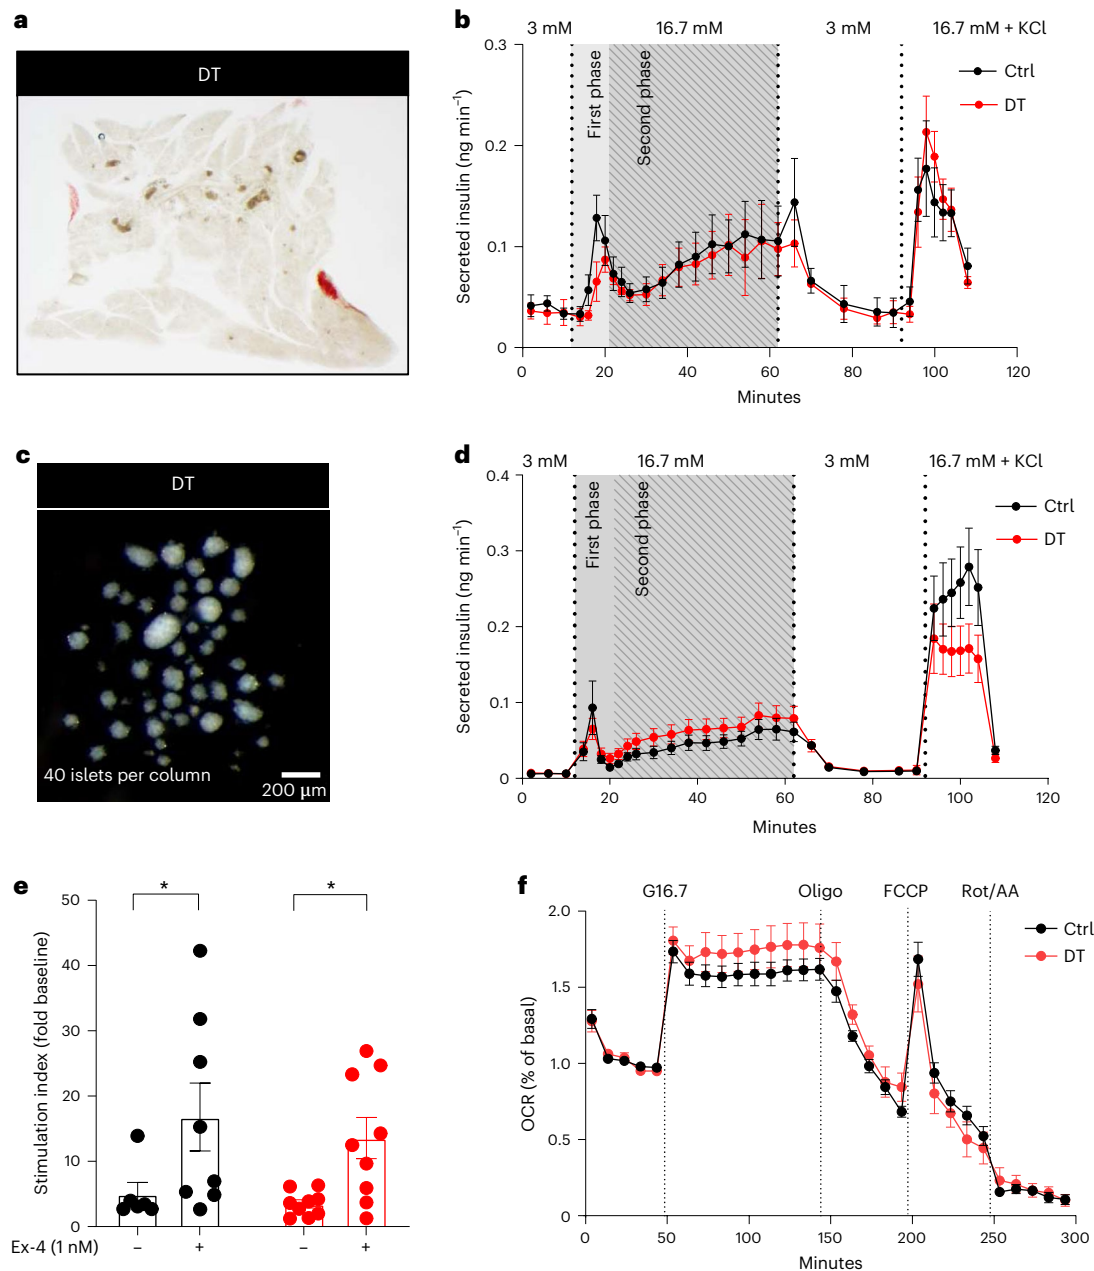 a
DT
b
3 mM 16.7 mM 3 mM 16.7 mM + KCl
First phase
Second phase
Ctrl
DT
Secreted insulin (ng min⁻¹)
0.3
0.2
0.1
0
0 20 40 60 80 100 120
Minutes
c
DT
40 islets per column
200 µm
d
3 mM 16.7 mM 3 mM 16.7 mM + KCl
First phase
Second phase
Ctrl
DT
Secreted insulin (ng min⁻¹)
0.4
0.3
0.2
0.1
0
0 20 40 60 80 100 120
Minutes
e
* *
Stimulation index (fold baseline)
50
40
30
20
10
0
Ex-4 (1 nM) – + – +
f
G16.7 Oligo FCCP Rot/AA
Ctrl
DT
OCR (% of basal)
2.0
1.5
1.0
0.5
0
0 50 100 150 200 250 300
Minutes